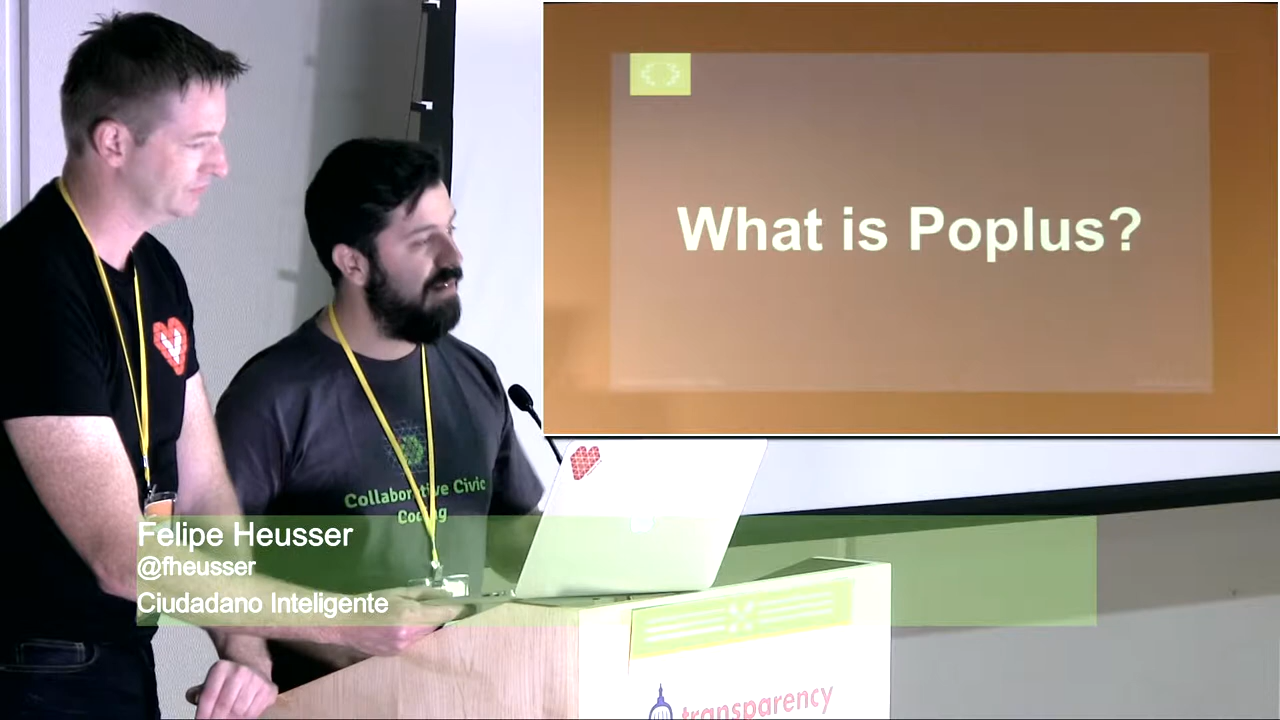 What is Poplus?
Collaborative Civic
Coding
Felipe Heusser
@fheusser
Ciudadano Inteligente
transparency